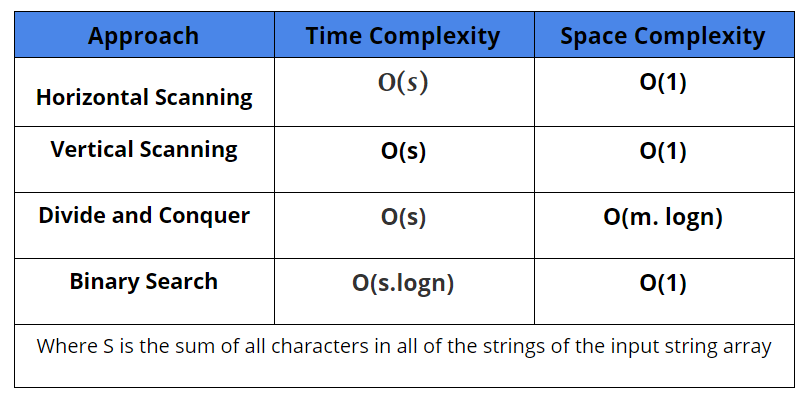 Approach Time Complexity Space Complexity
Horizontal Scanning O(s) O(1)
Vertical Scanning O(s) O(1)
Divide and Conquer O(s) O(m. logn)
Binary Search O(s.logn) O(1)
Where S is the sum of all characters in all of the strings of the input string array